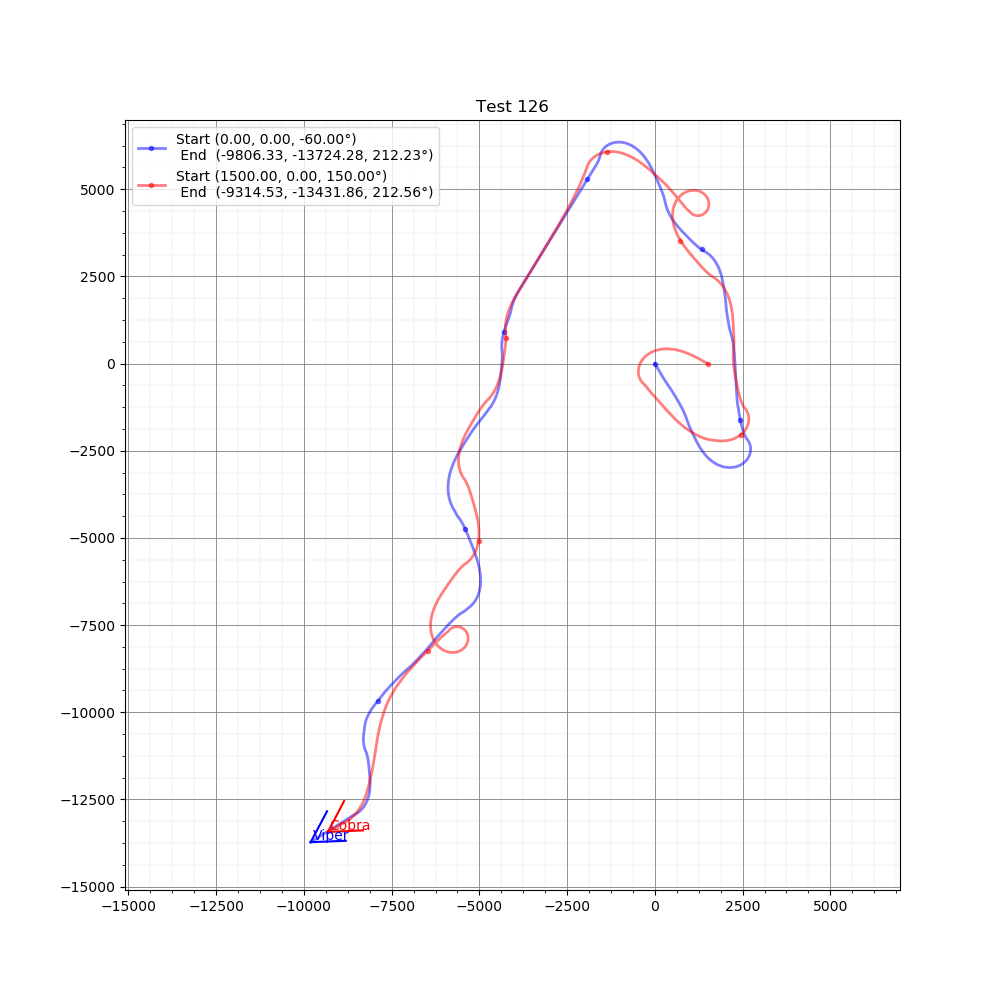 Test 126
Start (0.00, 0.00, -60.00°)
End  (-9806.33, -13724.28, 212.23°)
Start (1500.00, 0.00, 150.00°)
End  (-9314.53, -13431.86, 212.56°)
5000
2500
0
−2500
−5000
−7500
−10000
−12500
−15000
Cobra
Viper
−15000 −12500 −10000 −7500 −5000 −2500 0 2500 5000